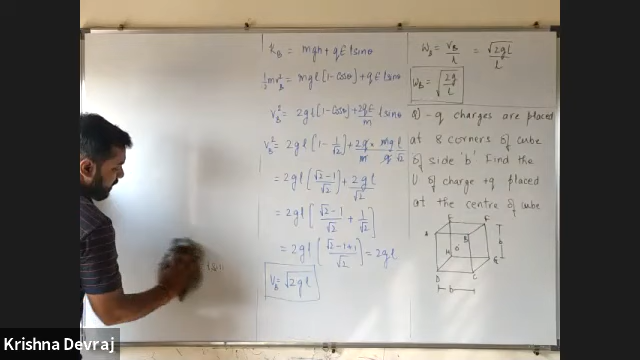 K_B = mgh + qE l sinθ
½mv_B² = mgl[1 - Cosθ] + qE l sinθ
V_B² = 2gl[1 - Cosθ] + 2qE/m l sinθ
V_B² = 2gl[1 - 1/√2] + 2q/m × mg/q l/√2
= 2gl[√2-1/√2] + 2gl/√2
= 2gl[√2-1/√2 + 1/√2]
= 2gl[√2-1+1/√2] = 2gl
V_B = √2gl
W_B = V_B/l = √2gl/l
W_B = √2g/l
Q) -q charges are placed
at 8 corners of cube
of side 'b'. Find the
U of charge +q placed
at the centre of cube
A
B
b
H
O
G
D
C
b
Krishna Devraj